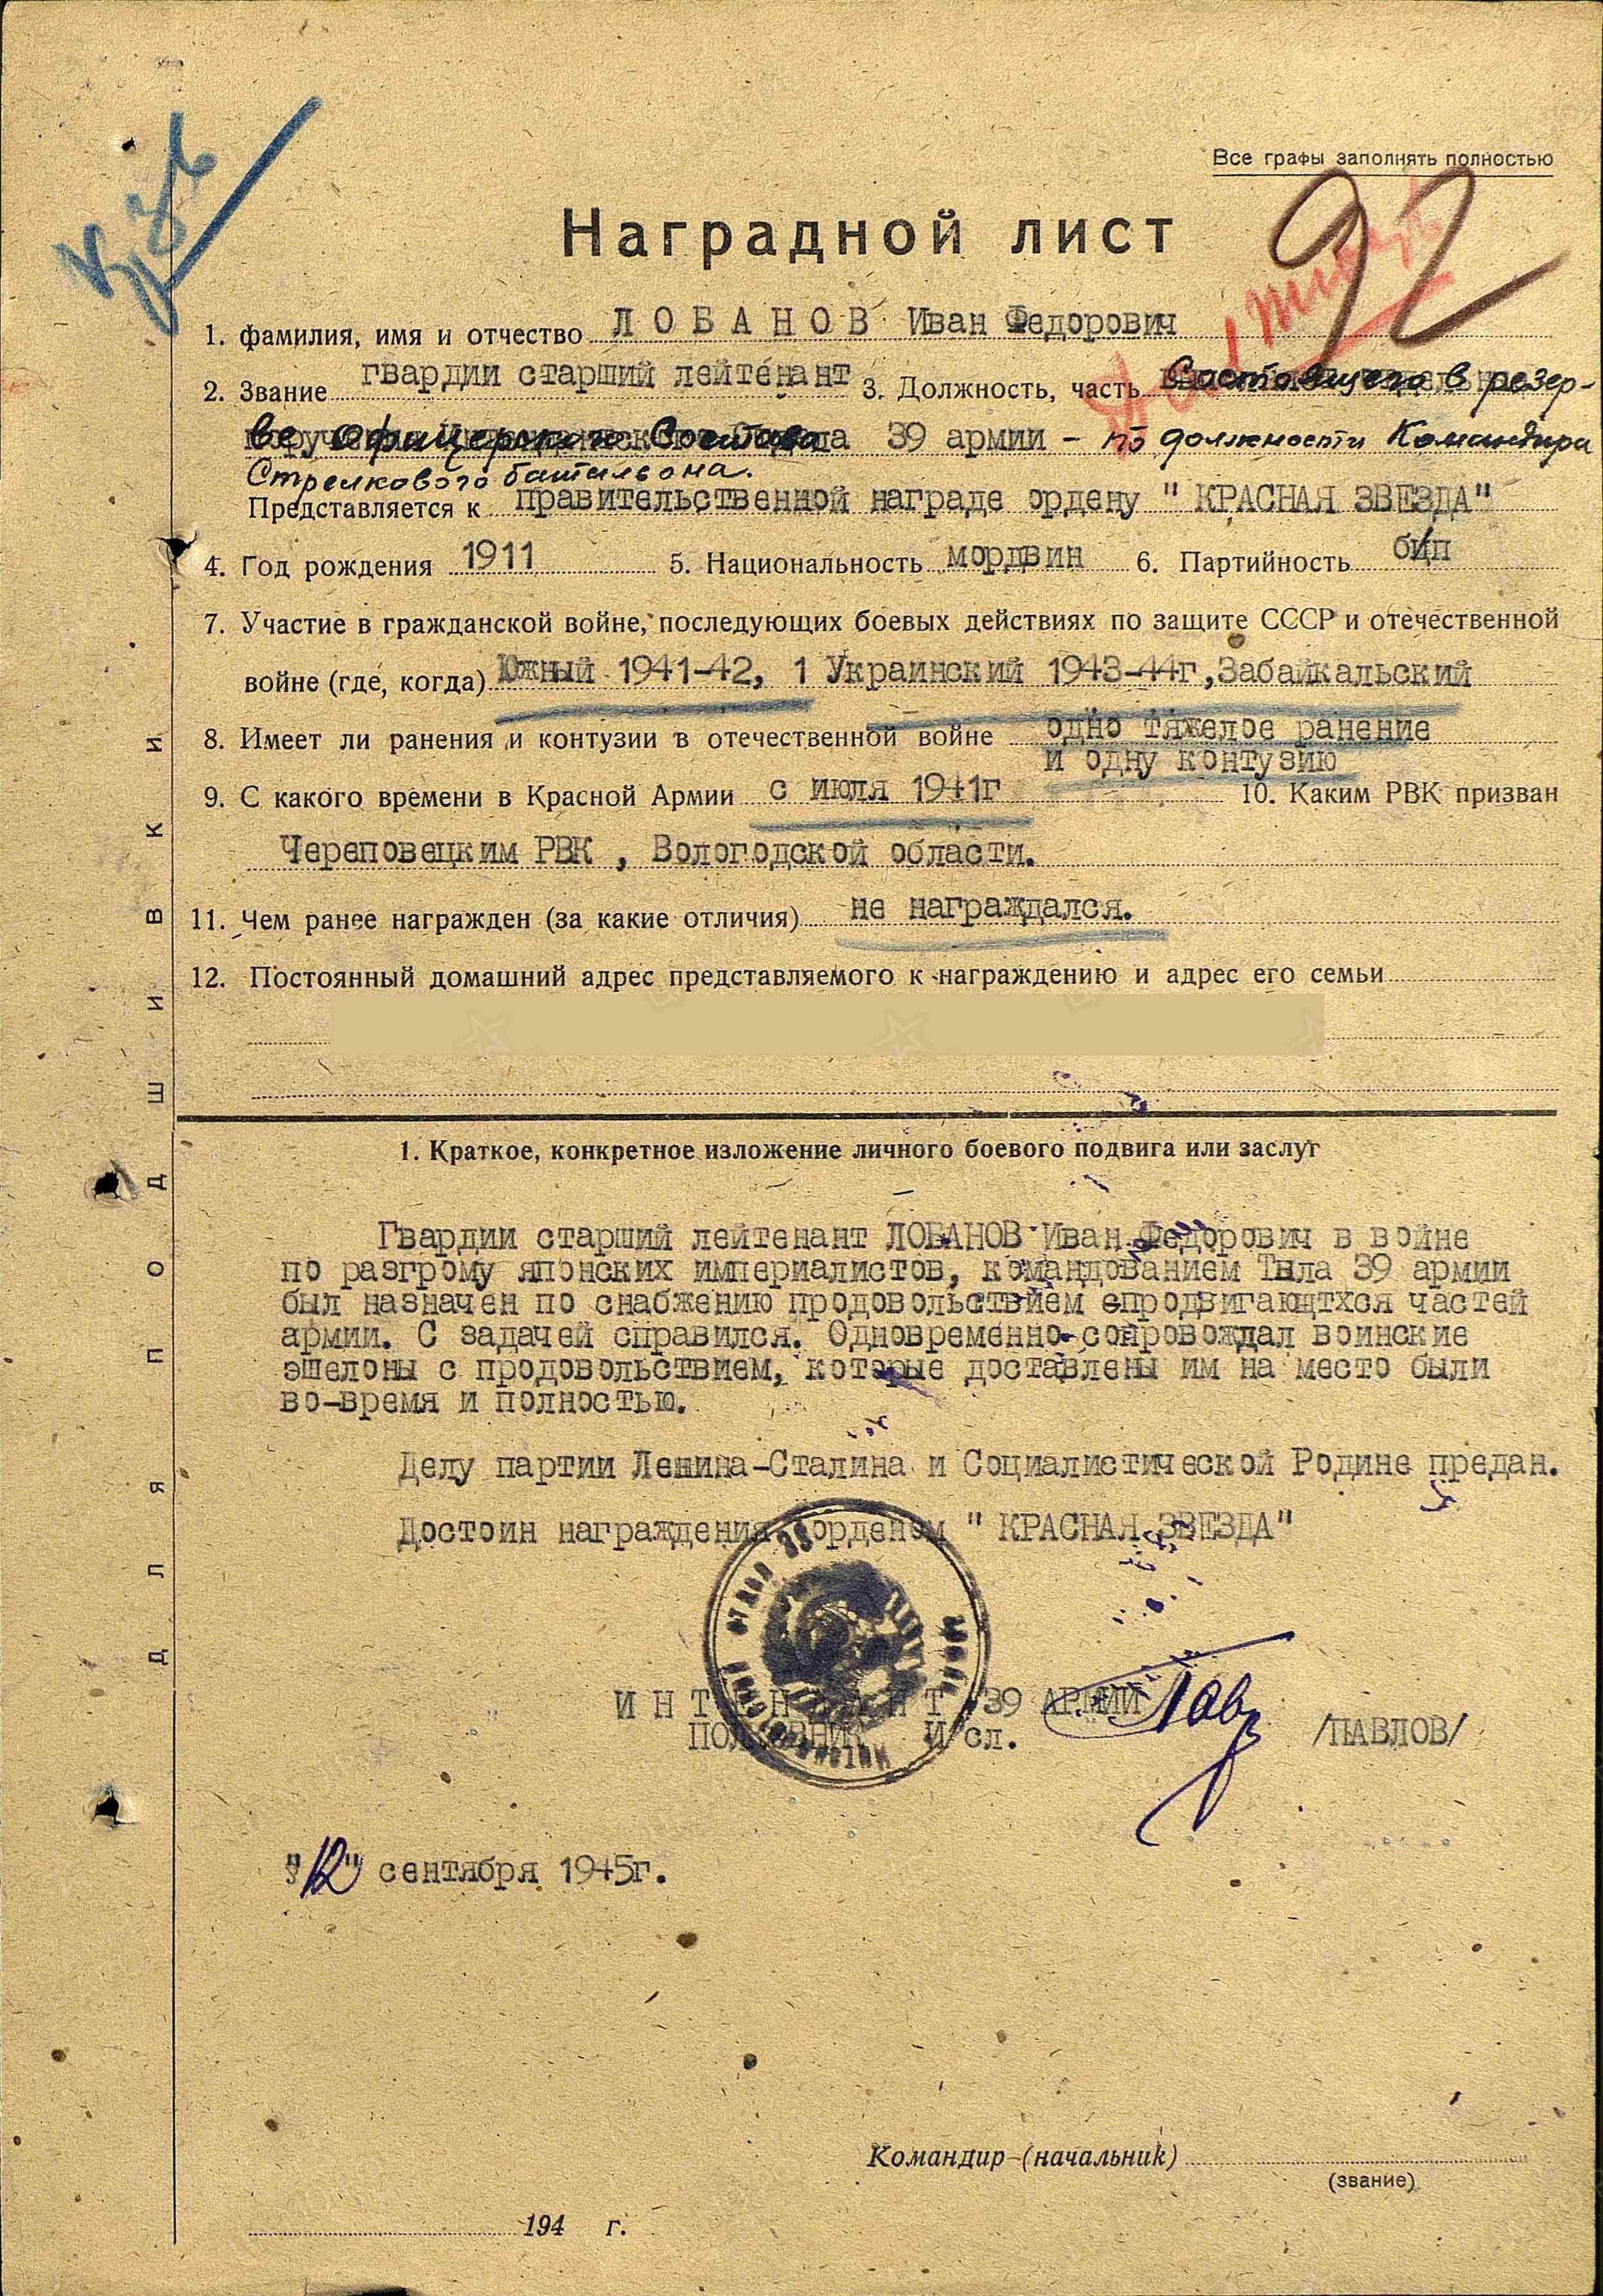 Кзв
Все графы заполнять полностью
92
Наградной лист
1. фамилия, имя и отчество ЛОБАНОВ Иван Федорович
2. Звание гвардии старший лейтенант 3. Должность, часть Состоящего в резер-
ве офицерского Состава 39 армии - по должности Командира
Стрелкового батальона.
Представляется к правительственной награде ордену " КРАСНАЯ ЗВЕЗДА"
4. Год рождения 1911 5. Национальность мордвин 6. Партийность б/п
7. Участие в гражданской войне, последующих боевых действиях по защите СССР и отечественной
войне (где, когда) Южный 1941-42, 1 Украинский 1943-44г, Забайкальский
8. Имеет ли ранения и контузии в отечественной войне одно тяжелое ранение
и одну контузию
9. С какого времени в Красной Армии с июля 1941г 10. Каким РВК призван
Череповецким РВК , Вологодской области.
11. Чем ранее награжден (за какие отличия) не награждался.
12. Постоянный домашний адрес представляемого к награждению и адрес его семьи
1. Краткое, конкретное изложение личного боевого подвига или заслуг
Гвардии старший лейтенант ЛОБАНОВ Иван Федорович в войне
по разгрому японских империалистов, командованием Тыла 39 армии
был назначен по снабжению продовольствием продвигающтхся частей
армии. С задачей справился. Одновременно сопровождал воинские
эшелоны с продовольствием, которые доставлены им на место были
во-время и полностью.
Делу партии Ленина-Сталина и Социалистической Родине предан.
Достоин награждения орденом " КРАСНАЯ ЗВЕЗДА"
ИНТЕНДАНТ 39 АРМИИ
ПОЛКОВНИК И/сл. /ПАВЛОВ/
"12" сентября 1945г.
Командир (начальник)
(звание)
194 г.
ДЛЯ ПОДШИВКИ